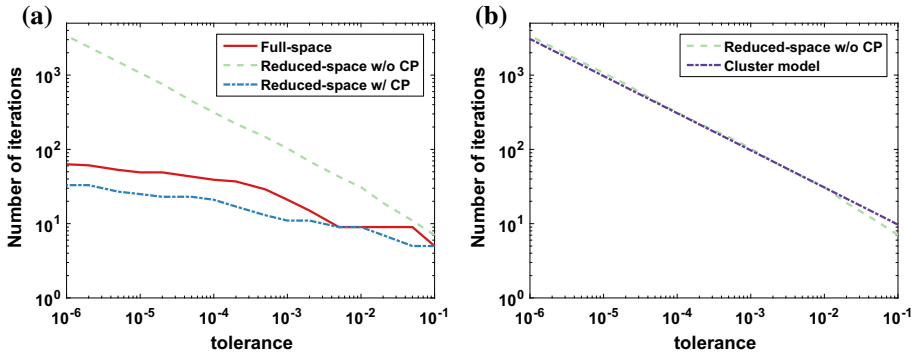 (a)
Number of iterations
10^3
10^2
10^1
10^0
Full-space
Reduced-space w/o CP
Reduced-space w/ CP
10^-6 10^-5 10^-4 10^-3 10^-2 10^-1
tolerance
(b)
Number of iterations
10^3
10^2
10^1
10^0
Reduced-space w/o CP
Cluster model
10^-6 10^-5 10^-4 10^-3 10^-2 10^-1
tolerance